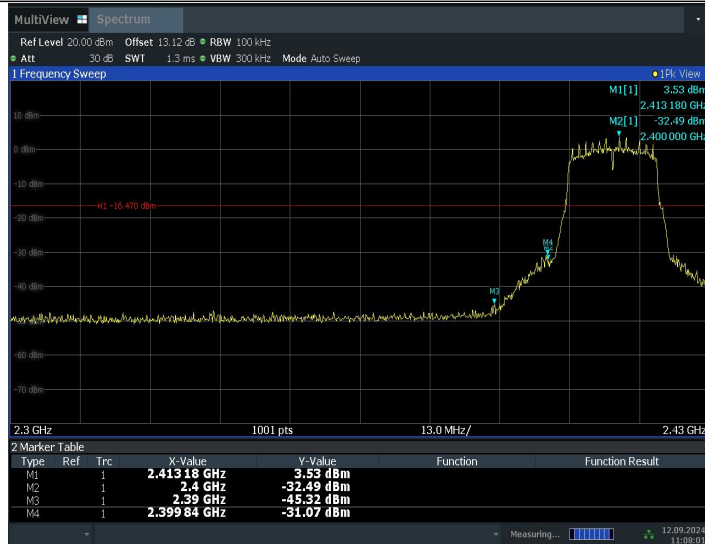 MultiView Spectrum
Ref Level 20.00 dBm Offset 13.12 dB RBW 100 kHz
Att 30 dB SWT 1.3 ms VBW 300 kHz Mode Auto Sweep
1 Frequency Sweep 1Pk View
M1[1] 3.53 dBm
2.413 180 GHz
10 dBm
M2[1] -32.49 dBm
2.400 000 GHz
0 dBm
-10 dBm
H1 -16.470 dBm
-20 dBm
M4
-30 dBm
-40 dBm
M3
-60 dBm
-70 dBm
2.3 GHz 1001 pts 13.0 MHz/ 2.43 GHz
2 Marker Table
Type Ref Trc X-Value Y-Value Function Function Result
M1 1 2.413 18 GHz 3.53 dBm
M2 1 2.4 GHz -32.49 dBm
M3 1 2.39 GHz -45.32 dBm
M4 1 2.399 84 GHz -31.07 dBm
Measuring... 12.09.2024
11:08:01